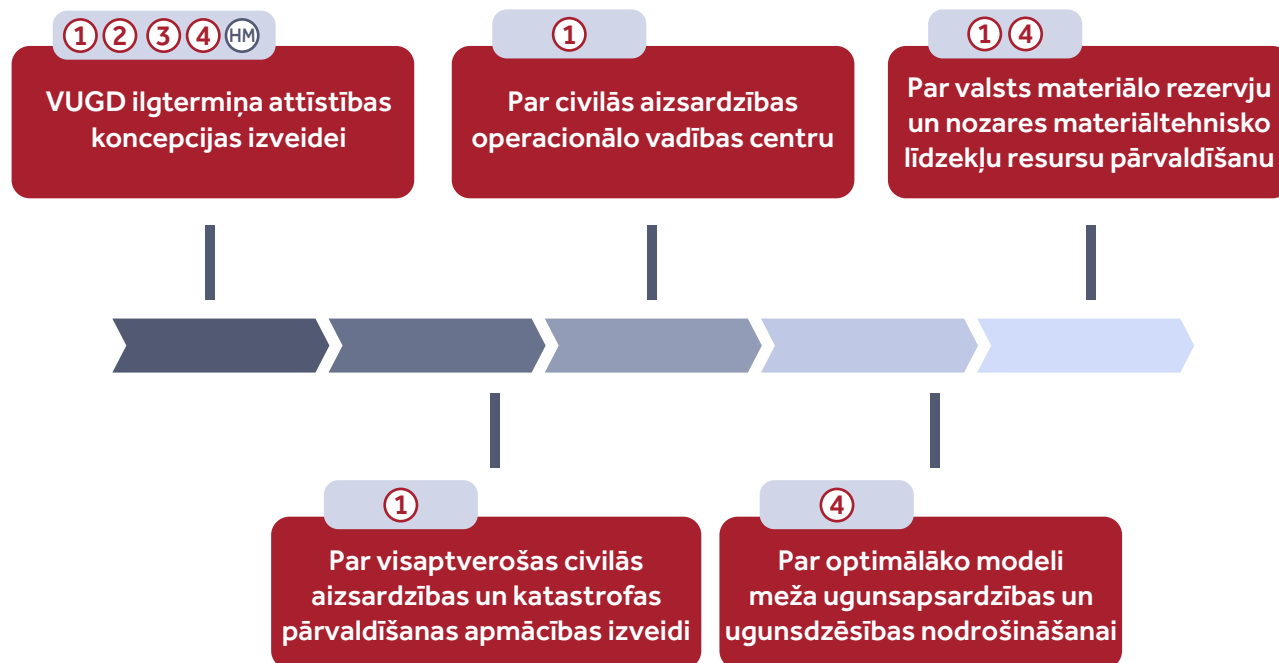 1 2 3 4 HM
VUGD ilgtermiņa attīstības
koncepcijas izveidei
1
Par civilās aizsardzības
operacionālo vadības centru
1 4
Par valsts materiālo rezervju
un nozares materiāltehnisko
līdzekļu resursu pārvaldīšanu
1
Par visaptverošas civilās
aizsardzības un katastrofas
pārvaldīšanas apmācības izveidi
4
Par optimālāko modeli
meža ugunsapsardzības un
ugunsdzēsības nodrošināšanai